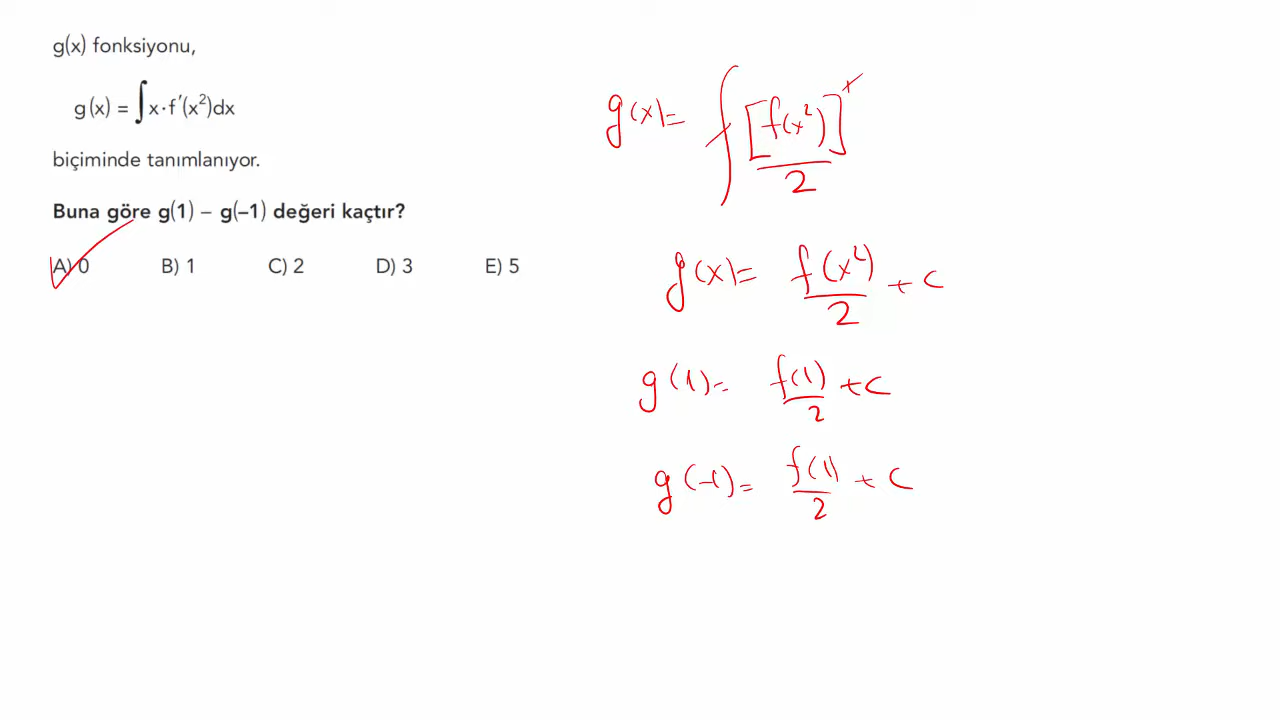 g(x) fonksiyonu,
g(x) = ∫x·f′(x²)dx
biçiminde tanımlanıyor.
Buna göre g(1) – g(–1) değeri kaçtır?
A) 0 B) 1 C) 2 D) 3 E) 5
g(x) = ∫ [f(x²)]′ / 2
g(x) = f(x²) / 2 + c
g(1) = f(1) / 2 + c
g(-1) = f(1) / 2 + c